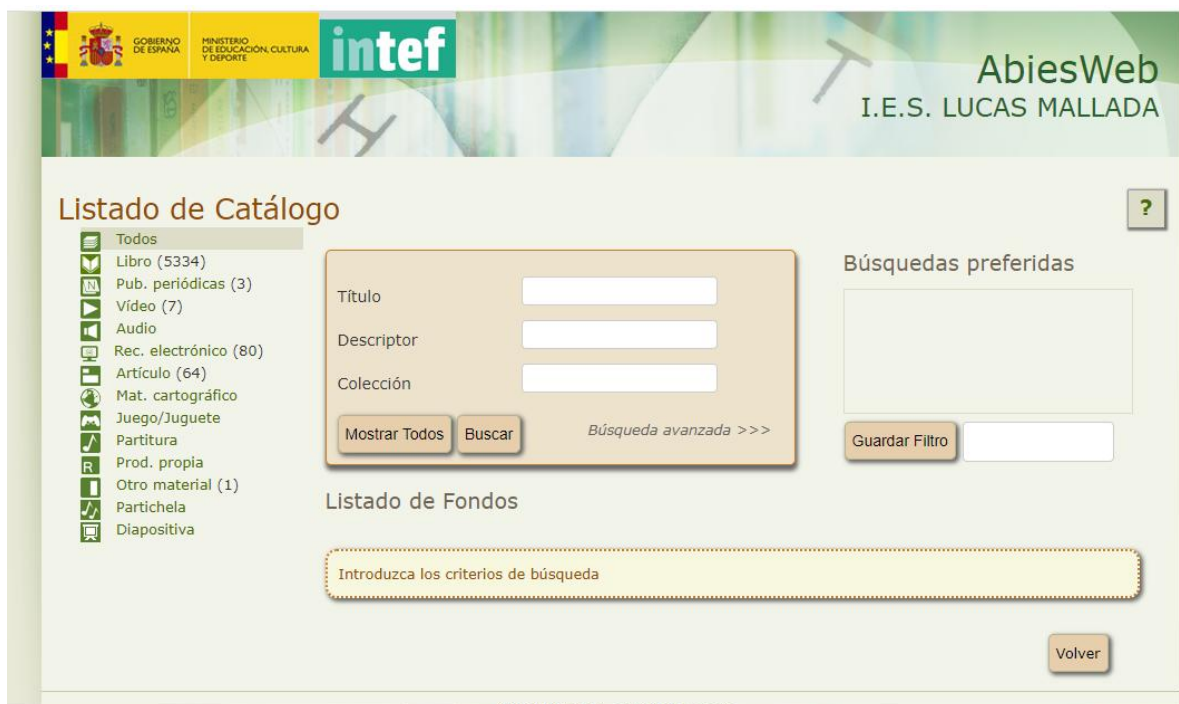 GOBIERNO
DE ESPAÑA
MINISTERIO
DE EDUCACIÓN, CULTURA
Y DEPORTE
intef
H
T
AbiesWeb
I.E.S. LUCAS MALLADA
Listado de Catálogo
?
Todos
Libro (5334)
Pub. periódicas (3)
Vídeo (7)
Audio
Rec. electrónico (80)
Artículo (64)
Mat. cartográfico
Juego/Juguete
Partitura
R Prod. propia
Otro material (1)
Partichela
Diapositiva
Título
Descriptor
Colección
Mostrar Todos
Buscar
Búsqueda avanzada >>>
Búsquedas preferidas
Guardar Filtro
Listado de Fondos
Introduzca los criterios de búsqueda
Volver